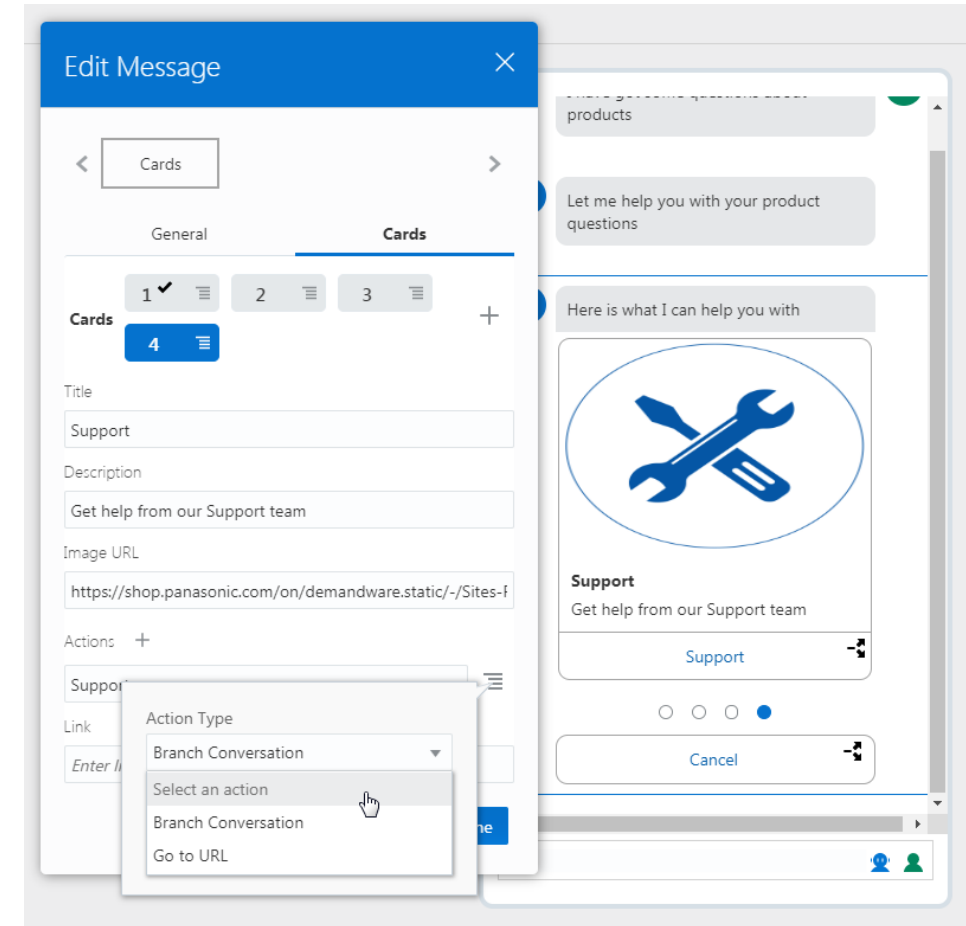 Edit Message
Cards
General
Cards
Cards
1
2
3
4
Title
Support
Description
Get help from our Support team
Image URL
https://shop.panasonic.com/on/demandware.static/-/Sites-
Actions
Link
Enter
Action Type
Branch Conversation
Select an action
Branch Conversation
Go to URL
products
Let me help you with your product
questions
Here is what I can help you with
Support
Get help from our Support team
Support
Cancel